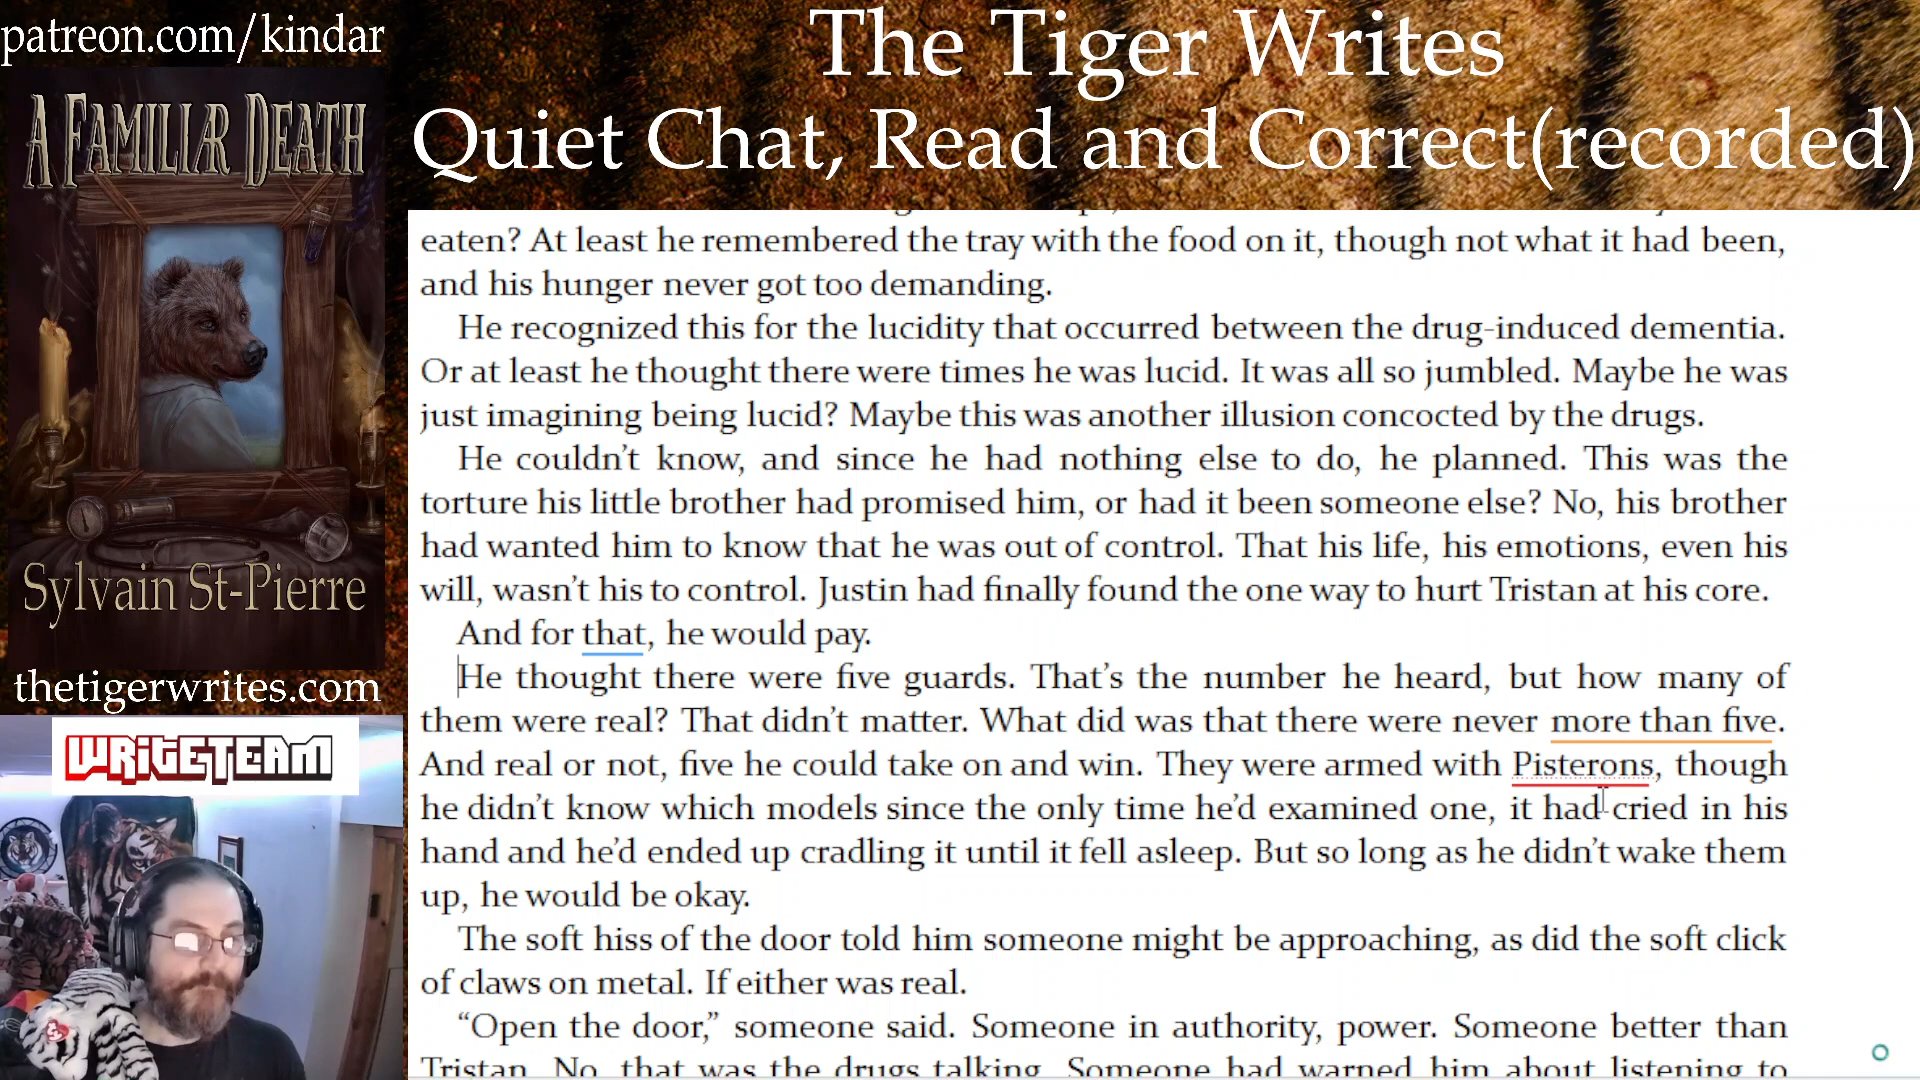 patreon.com/kindar
The Tiger Writes
Quiet Chat, Read and Correct(recorded)
A FAMILIAR DEATH
Sylvain St-Pierre
thetigerwrites.com
WRITETEAM
eaten? At least he remembered the tray with the food on it, though not what it had been,
and his hunger never got too demanding.
He recognized this for the lucidity that occurred between the drug-induced dementia.
Or at least he thought there were times he was lucid. It was all so jumbled. Maybe he was
just imagining being lucid? Maybe this was another illusion concocted by the drugs.
He couldn't know, and since he had nothing else to do, he planned. This was the
torture his little brother had promised him, or had it been someone else? No, his brother
had wanted him to know that he was out of control. That his life, his emotions, even his
will, wasn't his to control. Justin had finally found the one way to hurt Tristan at his core.
And for that, he would pay.
He thought there were five guards. That's the number he heard, but how many of
them were real? That didn't matter. What did was that there were never more than five.
And real or not, five he could take on and win. They were armed with Pisterons, though
he didn't know which models since the only time he'd examined one, it had cried in his
hand and he'd ended up cradling it until it fell asleep. But so long as he didn't wake them
up, he would be okay.
The soft hiss of the door told him someone might be approaching, as did the soft click
of claws on metal. If either was real.
“Open the door,” someone said. Someone in authority, power. Someone better than
Tristan. No, that was the drugs talking. Someone had warned him about listening to